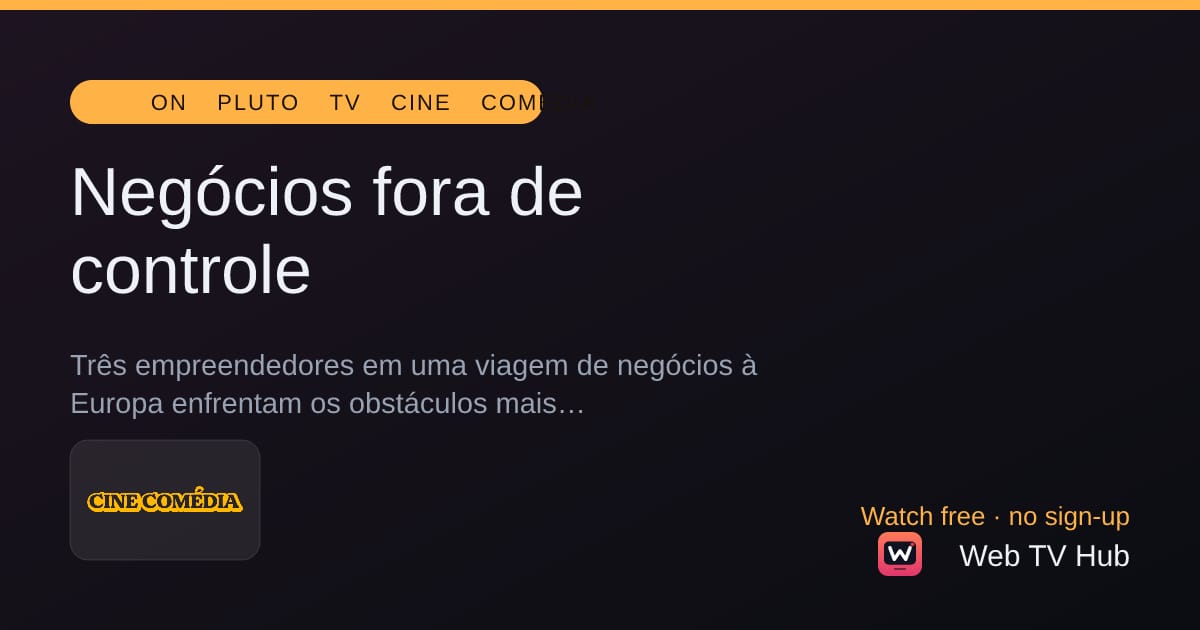 ON PLUTO TV CINE COMÉDIA
Negócios fora de
controle
Três empreendedores em uma viagem de negócios à
Europa enfrentam os obstáculos mais…
CINE COMÉDIA
Watch free · no sign-up
W
Web TV Hub